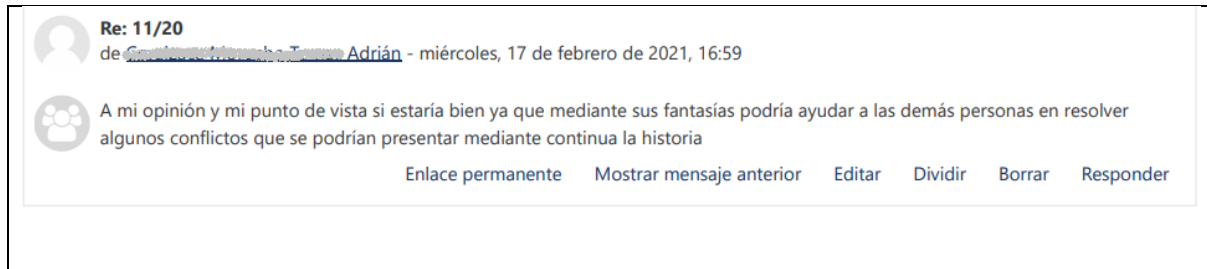 Re: 11/20
de Adrián - miércoles, 17 de febrero de 2021, 16:59
A mi opinión y mi punto de vista si estaría bien ya que mediante sus fantasías podría ayudar a las demás personas en resolver
algunos conflictos que se podrían presentar mediante continua la historia
Enlace permanente Mostrar mensaje anterior Editar Dividir Borrar Responder